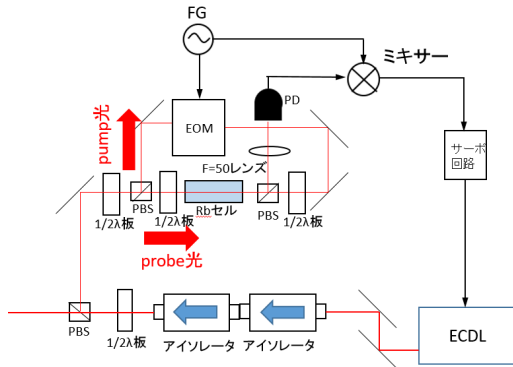 FG
ミキサー
PD
EOM
pump光
F=50レンズ
サーボ
回路
PBS
1/2λ板
1/2λ板
Rbセル
PBS
1/2λ板
probe光
PBS
1/2λ板
アイソレータ
アイソレータ
ECDL